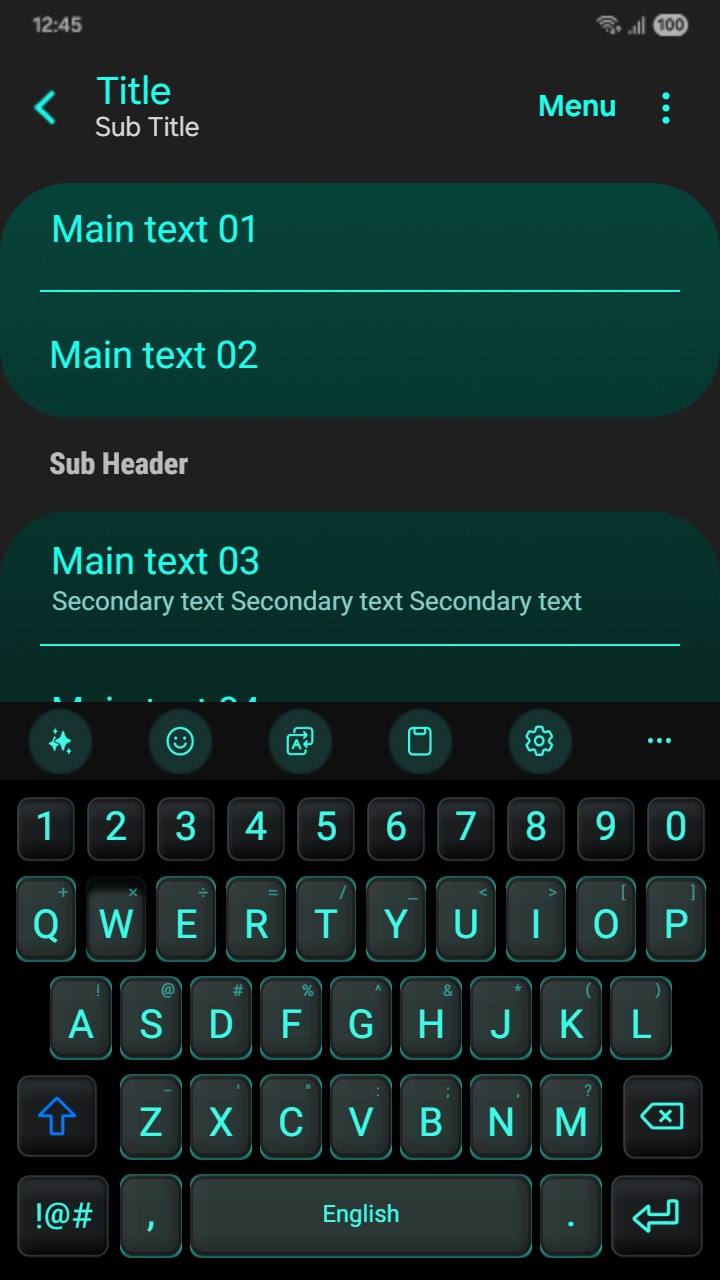 12:45
100
Title
Sub Title
Menu
Main text 01
Main text 02
Sub Header
Main text 03
Secondary text Secondary text Secondary text
1 2 3 4 5 6 7 8 9 0
+ × ÷ = / _ < > [ ]
Q W E R T Y U I O P
! @ # % ^ & * ( )
A S D F G H J K L
- ' " : ; , ?
Z X C V B N M
!@# , English .